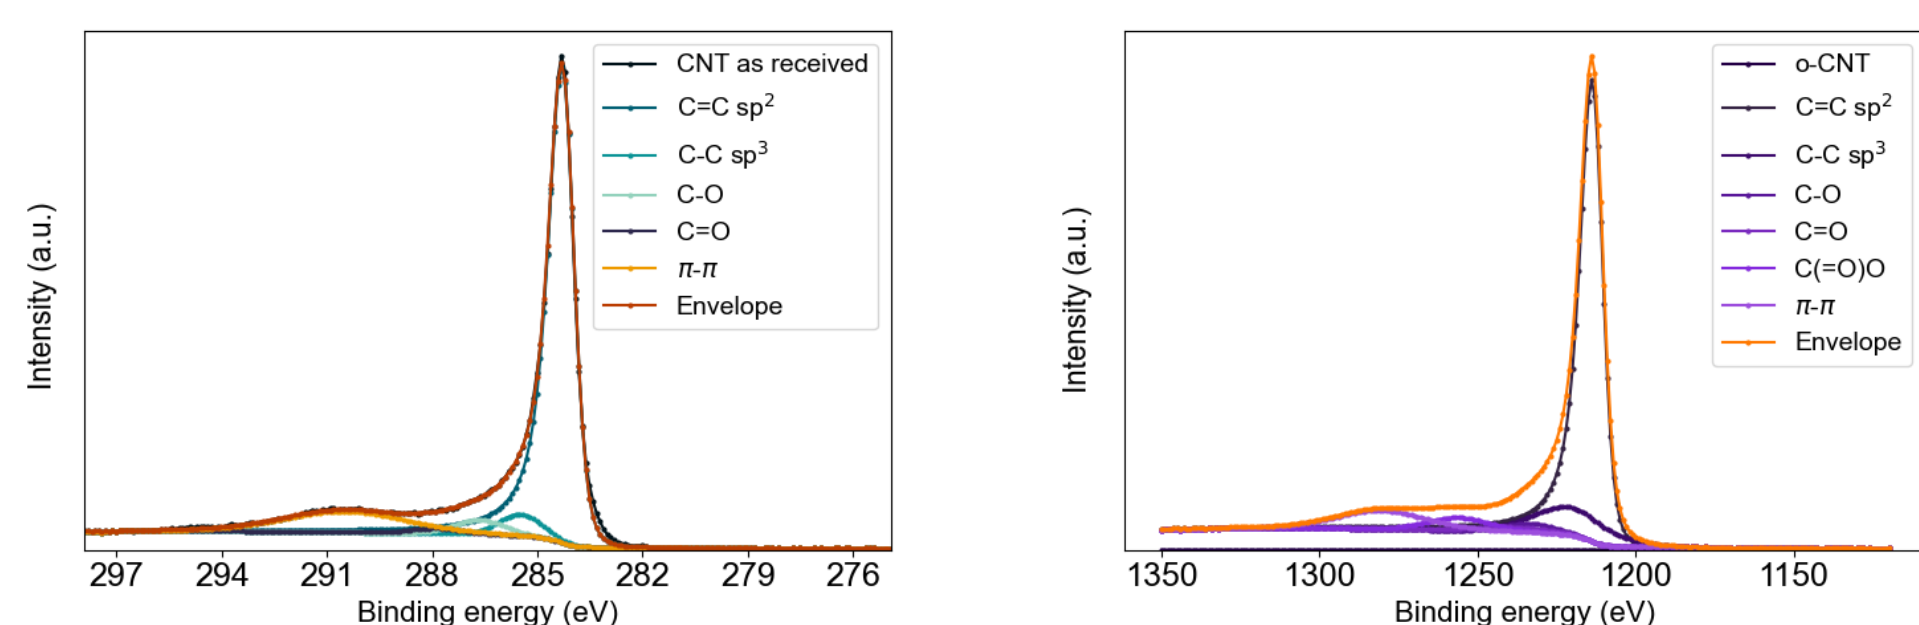 Intensity (a.u.)
CNT as received
C=C sp²
C-C sp³
C-O
C=O
π-π
Envelope
297 294 291 288 285 282 279 276
Binding energy (eV)
Intensity (a.u.)
o-CNT
C=C sp²
C-C sp³
C-O
C=O
C(=O)O
π-π
Envelope
1350 1300 1250 1200 1150
Binding energy (eV)